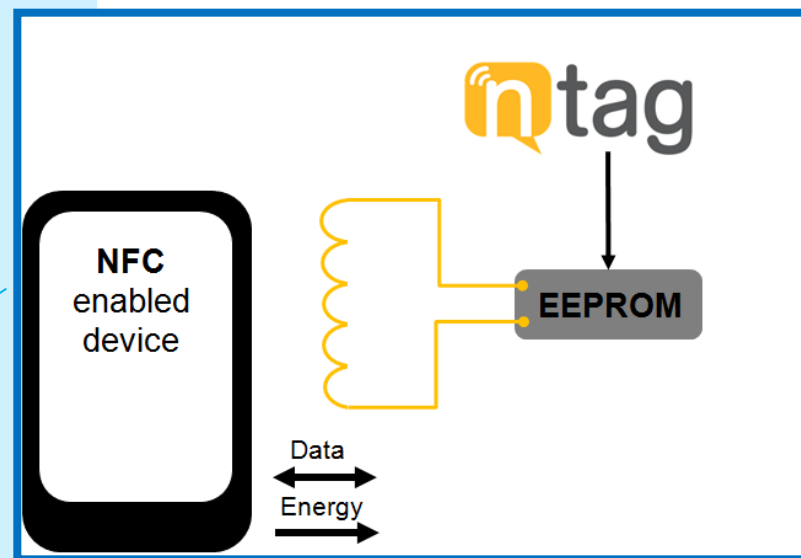 ntag
NFC
enabled
device
EEPROM
Data
Energy